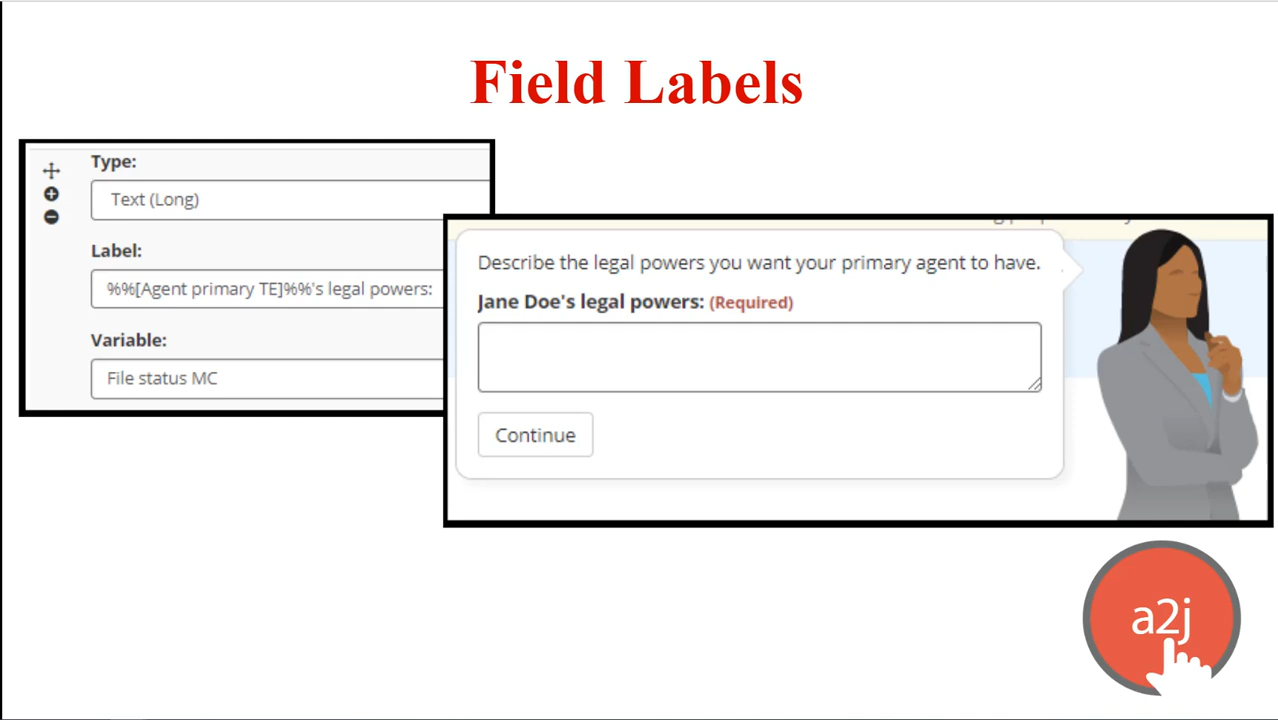 Field Labels
Type:
Text (Long)
Label:
%%[Agent primary TE]%%'s legal powers:
Variable:
File status MC
Describe the legal powers you want your primary agent to have.
Jane Doe's legal powers: (Required)
Continue
a2j